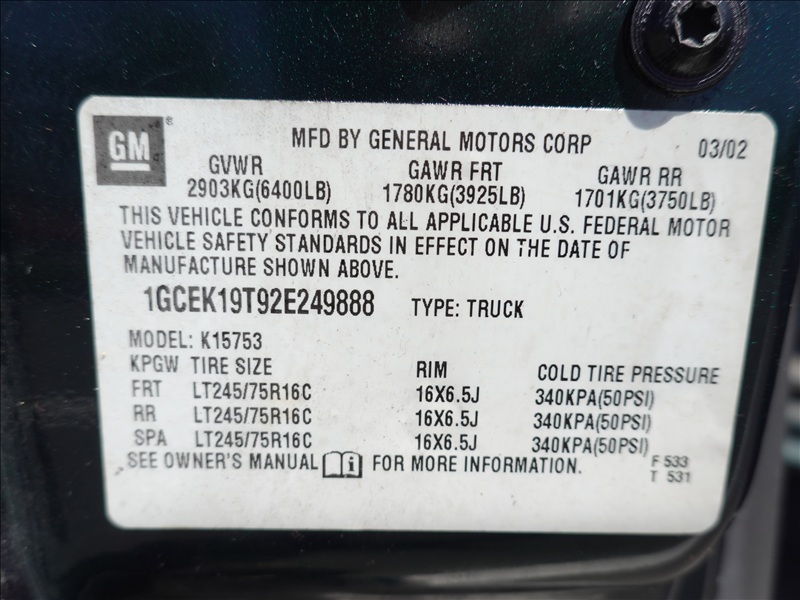 GM ®
MFD BY GENERAL MOTORS CORP 03/02
GVWR GAWR FRT GAWR RR
2903KG(6400LB) 1780KG(3925LB) 1701KG(3750LB)
THIS VEHICLE CONFORMS TO ALL APPLICABLE U.S. FEDERAL MOTOR
VEHICLE SAFETY STANDARDS IN EFFECT ON THE DATE OF
MANUFACTURE SHOWN ABOVE.
1GCEK19T92E249888 TYPE: TRUCK
MODEL: K15753
KPGW TIRE SIZE RIM COLD TIRE PRESSURE
FRT LT245/75R16C 16X6.5J 340KPA(50PSI)
RR LT245/75R16C 16X6.5J 340KPA(50PSI)
SPA LT245/75R16C 16X6.5J 340KPA(50PSI)
SEE OWNER'S MANUAL i FOR MORE INFORMATION. F 533
T 531